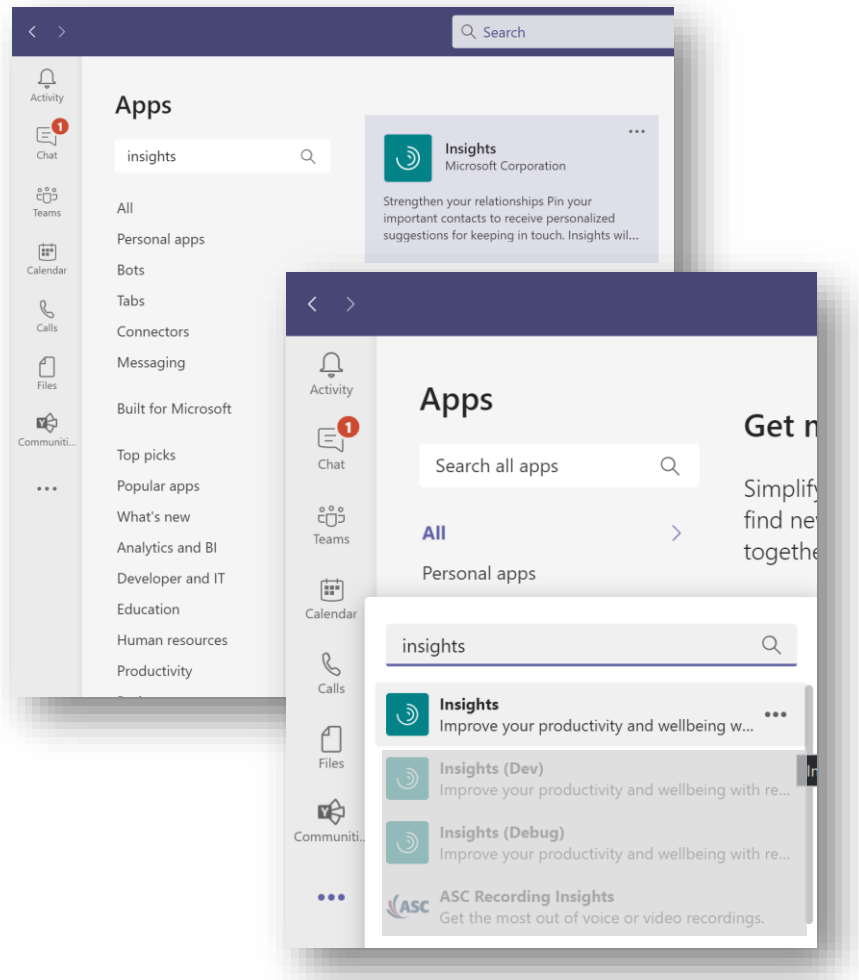 Search
Activity
1
Chat
Teams
Calendar
Calls
Files
Communiti...
Apps
insights
All
Personal apps
Bots
Tabs
Connectors
Messaging
Built for Microsoft
Top picks
Popular apps
What's new
Analytics and BI
Developer and IT
Education
Human resources
Productivity
Insights
Microsoft Corporation
Strengthen your relationships Pin your
important contacts to receive personalized
suggestions for keeping in touch. Insights wil...
Activity
1
Chat
Teams
Calendar
Calls
Files
Communiti..
Apps
Search all apps
All
Personal apps
Get
Simplify
find
insights
Insights
Improve your productivity and wellbeing w...
Insights (Dev)
Improve your productivity and wellbeing with re...
Insights (Debug)
Improve your productivity and wellbeing with re...
ASC
ASC Recording Insights
Get the most out of voice or video recordings.